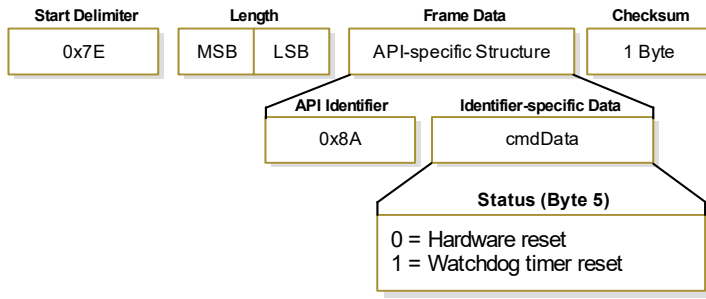 Start Delimiter Length Frame Data Checksum
0x7E MSB LSB API-specific Structure 1 Byte
API Identifier Identifier-specific Data
0x8A cmdData
Status (Byte 5)
0 = Hardware reset
1 = Watchdog timer reset